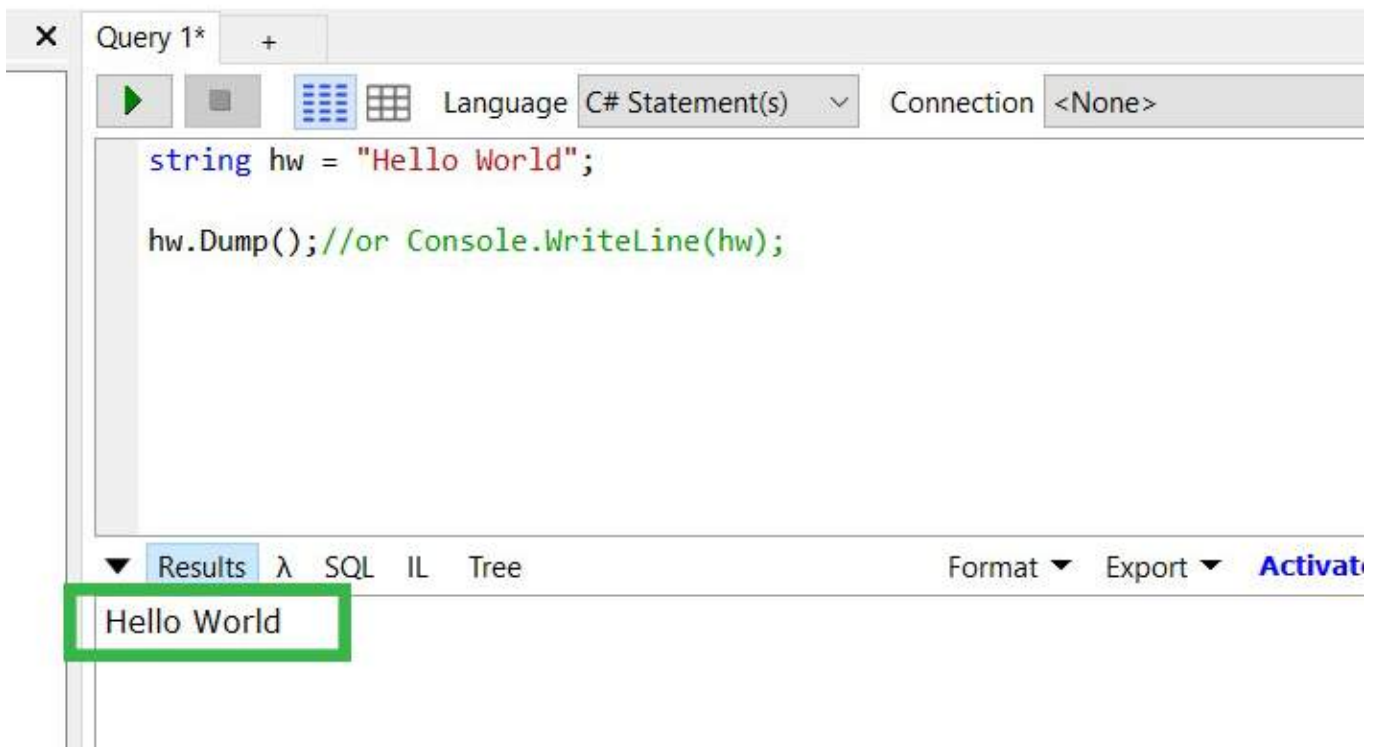 Query 1* +
Language C# Statement(s) Connection <None>
string hw = "Hello World";
hw.Dump();//or Console.WriteLine(hw);
Results λ SQL IL Tree Format Export
Hello World